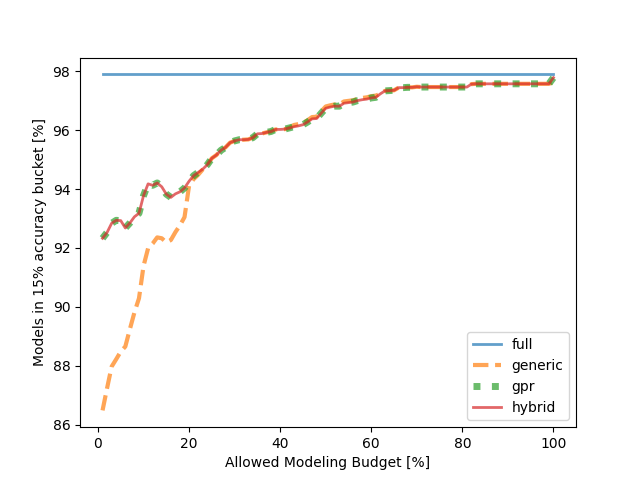 98
96
94
92
90
88
86
Models in 15% accuracy bucket [%]
full
generic
gpr
hybrid
0 20 40 60 80 100
Allowed Modeling Budget [%]